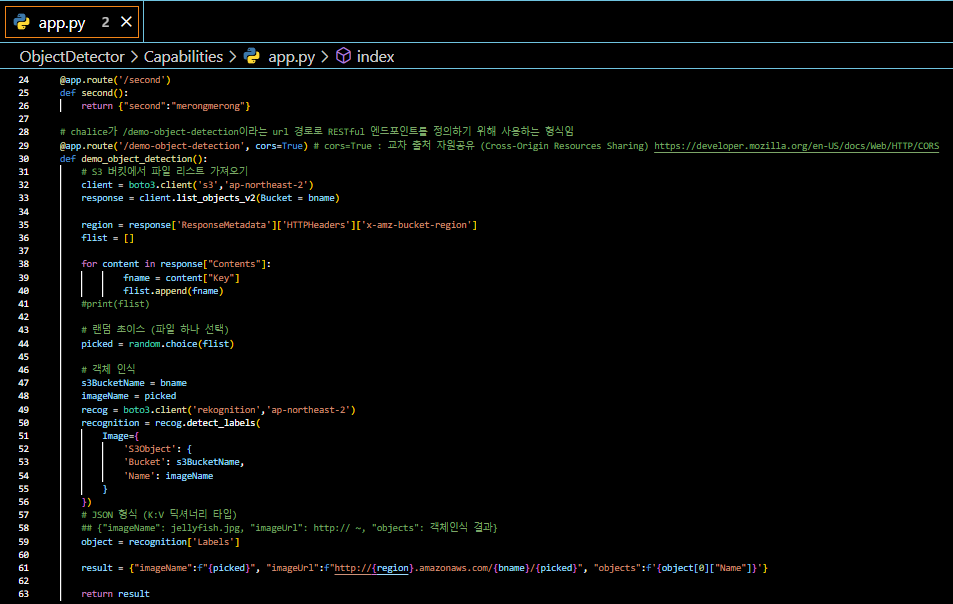 app.py 2 ×
ObjectDetector > Capabilities > app.py > index
24 @app.route('/second')
25 def second():
26 return {"second":"merongmerong"}
27
28 # chalice가 /demo-object-detection이라는 url 경로로 RESTful 엔드포인트를 정의하기 위해 사용하는 형식임
29 @app.route('/demo-object-detection', cors=True) # cors=True : 교차 출처 자원공유 (Cross-Origin Resources Sharing) https://developer.mozilla.org/en-US/docs/Web/HTTP/CORS
30 def demo_object_detection():
31 # S3 버킷에서 파일 리스트 가져오기
32 client = boto3.client('s3','ap-northeast-2')
33 response = client.list_objects_v2(Bucket = bname)
34
35 region = response['ResponseMetadata']['HTTPHeaders']['x-amz-bucket-region']
36 flist = []
37
38 for content in response["Contents"]:
39 fname = content["Key"]
40 flist.append(fname)
41 #print(flist)
42
43 # 랜덤 초이스 (파일 하나 선택)
44 picked = random.choice(flist)
45
46 # 객체 인식
47 s3BucketName = bname
48 imageName = picked
49 recog = boto3.client('rekognition','ap-northeast-2')
50 recognition = recog.detect_labels(
51 Image={
52 'S3Object': {
53 'Bucket': s3BucketName,
54 'Name': imageName
55 }
56 })
57 # JSON 형식 (K:V 딕셔너리 타입)
58 ## {"imageName": jellyfish.jpg, "imageUrl": http:// ~, "objects": 객체인식 결과}
59 object = recognition['Labels']
60
61 result = {"imageName":f"{picked}", "imageUrl":f"http://{region}.amazonaws.com/{bname}/{picked}", "objects":f'{object[0]["Name"]}'}
62
63 return result